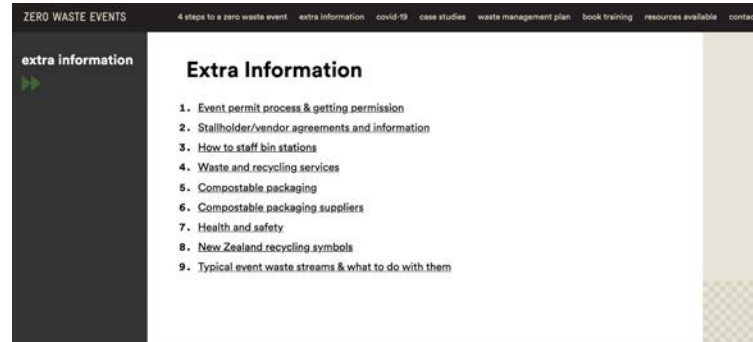 ZERO WASTE EVENTS
4 steps to a zero waste event extra information covid-19 case studies waste management plan book training resources available contac
extra information
Extra Information
1. Event permit process & getting permission
2. Stallholder/vendor agreements and information
3. How to staff bin stations
4. Waste and recycling services
5. Compostable packaging
6. Compostable packaging suppliers
7. Health and safety
8. New Zealand recycling symbols
9. Typical event waste streams & what to do with them